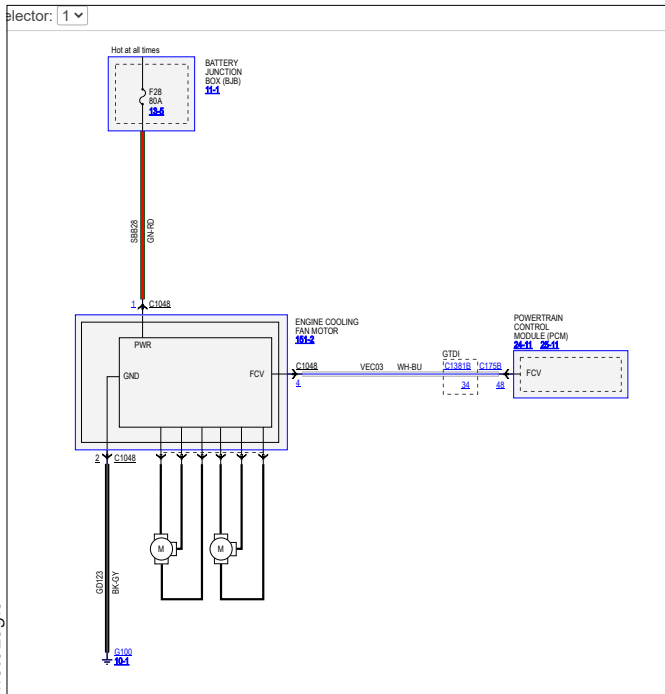 elector: 1
Hot at all times
BATTERY
JUNCTION
BOX (BJB)
11-1
F28
80A
13-5
SBB28
GN-RD
1 C1048
ENGINE COOLING
FAN MOTOR
151-2
POWERTRAIN
CONTROL
MODULE (PCM)
24-11 25-11
PWR
GND
FCV
C1048
4
VEC03
WH-BU
GTDI
C1381B
34
C175B
48
FCV
2 C1048
M
M
GD123
BK-GY
G100
10-1